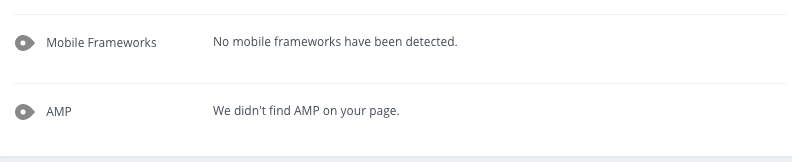 Mobile Frameworks No mobile frameworks have been detected.
AMP We didn't find AMP on your page.